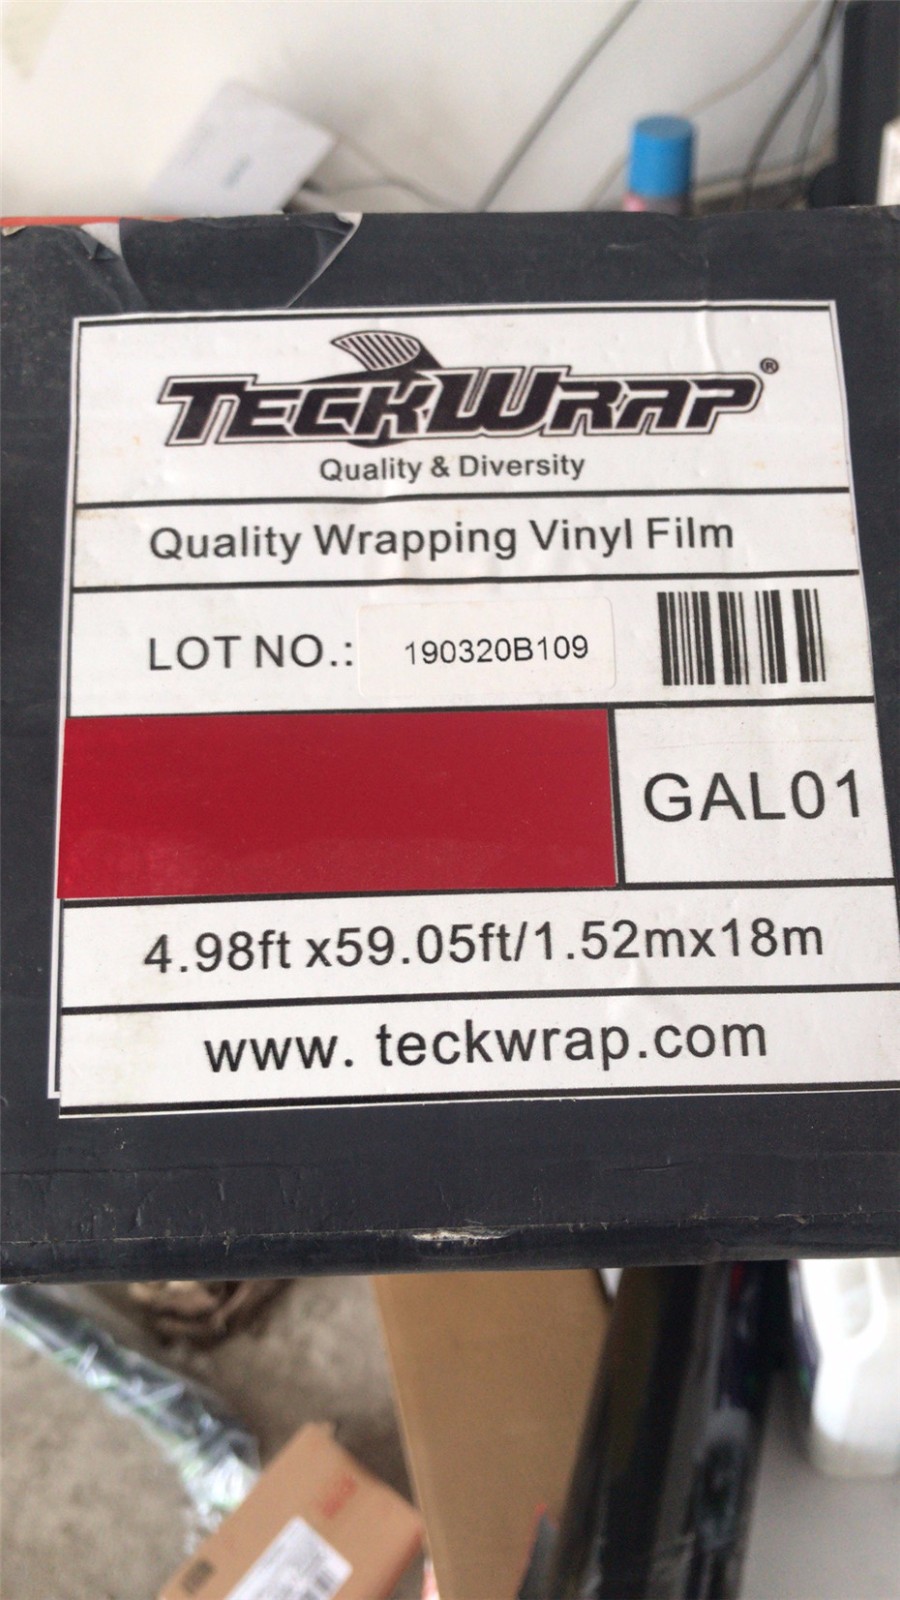 TECKWRAP®
Quality & Diversity
Quality Wrapping Vinyl Film
LOT NO.: 190320B109
GAL01
4.98ft x59.05ft/1.52mx18m
www. teckwrap.com